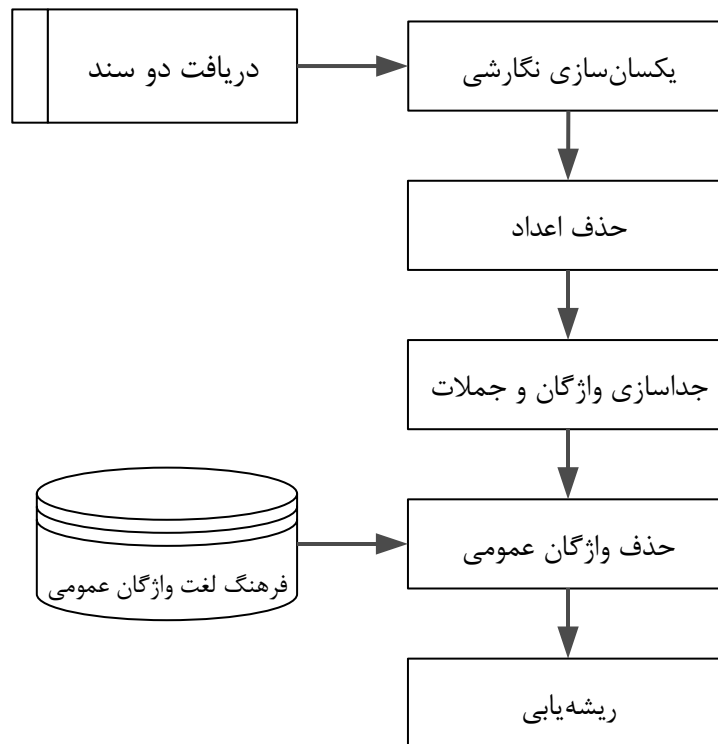 دریافت دو سند
یکسان‌سازی نگارشی
حذف اعداد
جداسازی واژگان و جملات
حذف واژگان عمومی
فرهنگ لغت واژگان عمومی
ریشه‌یابی